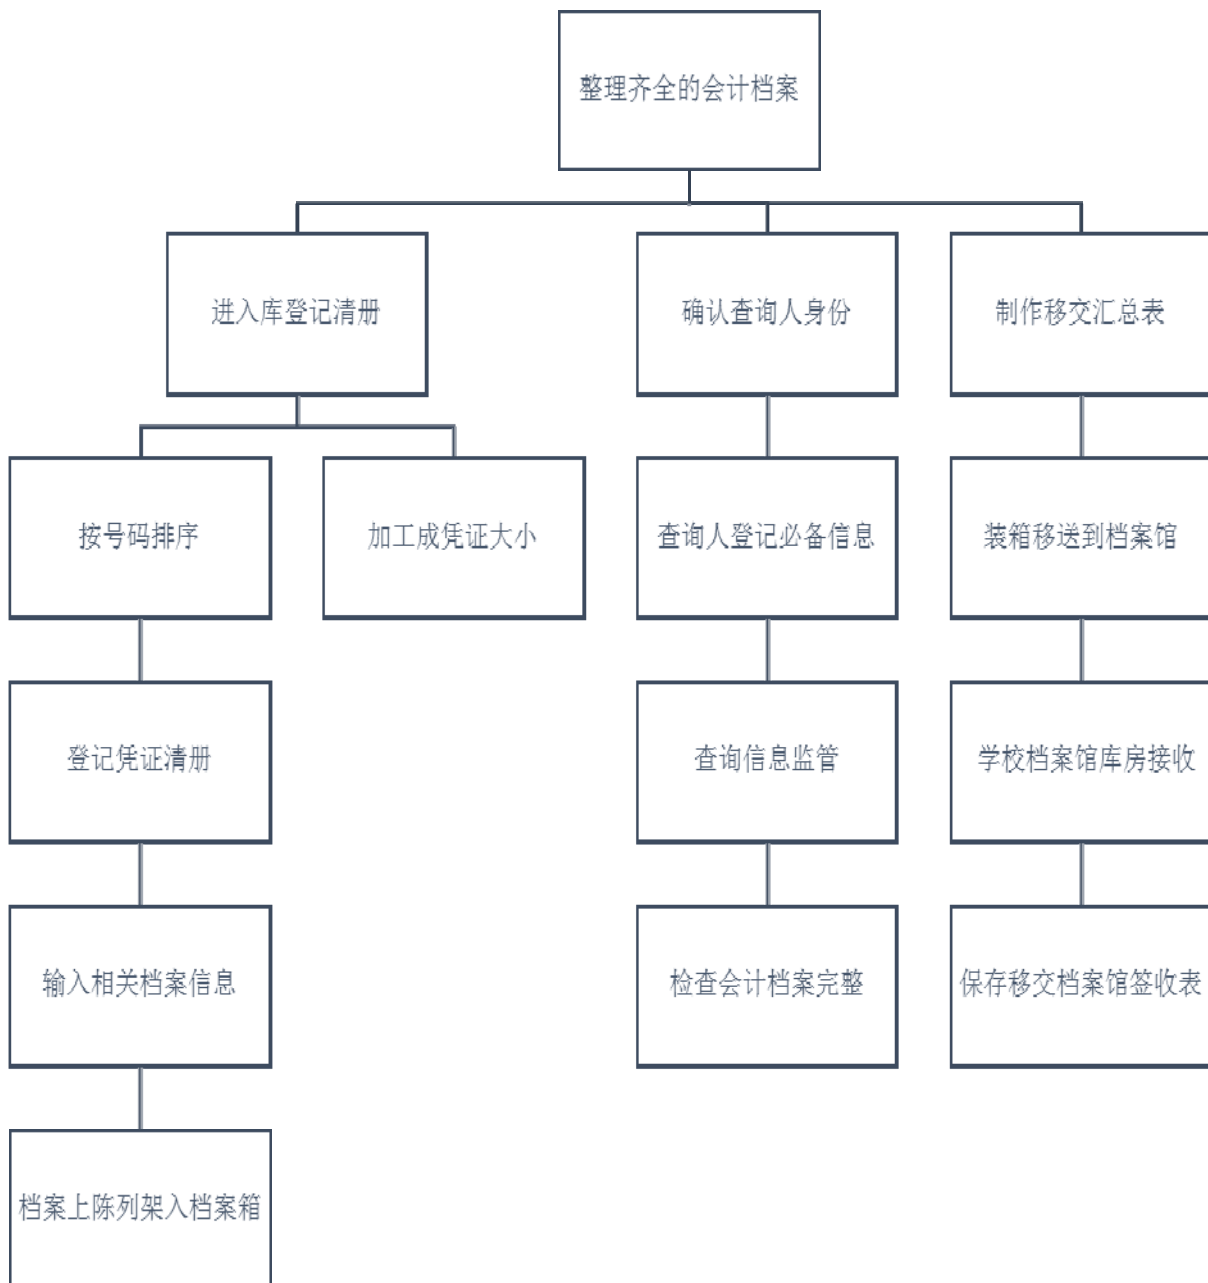 整理齐全的会计档案
进入库登记清册
确认查询人身份
制作移交汇总表
按号码排序
加工成凭证大小
查询人登记必备信息
装箱移送到档案馆
登记凭证清册
查询信息监管
学校档案馆库房接收
输入相关档案信息
检查会计档案完整
保存移交档案馆签收表
档案上陈列架入档案箱